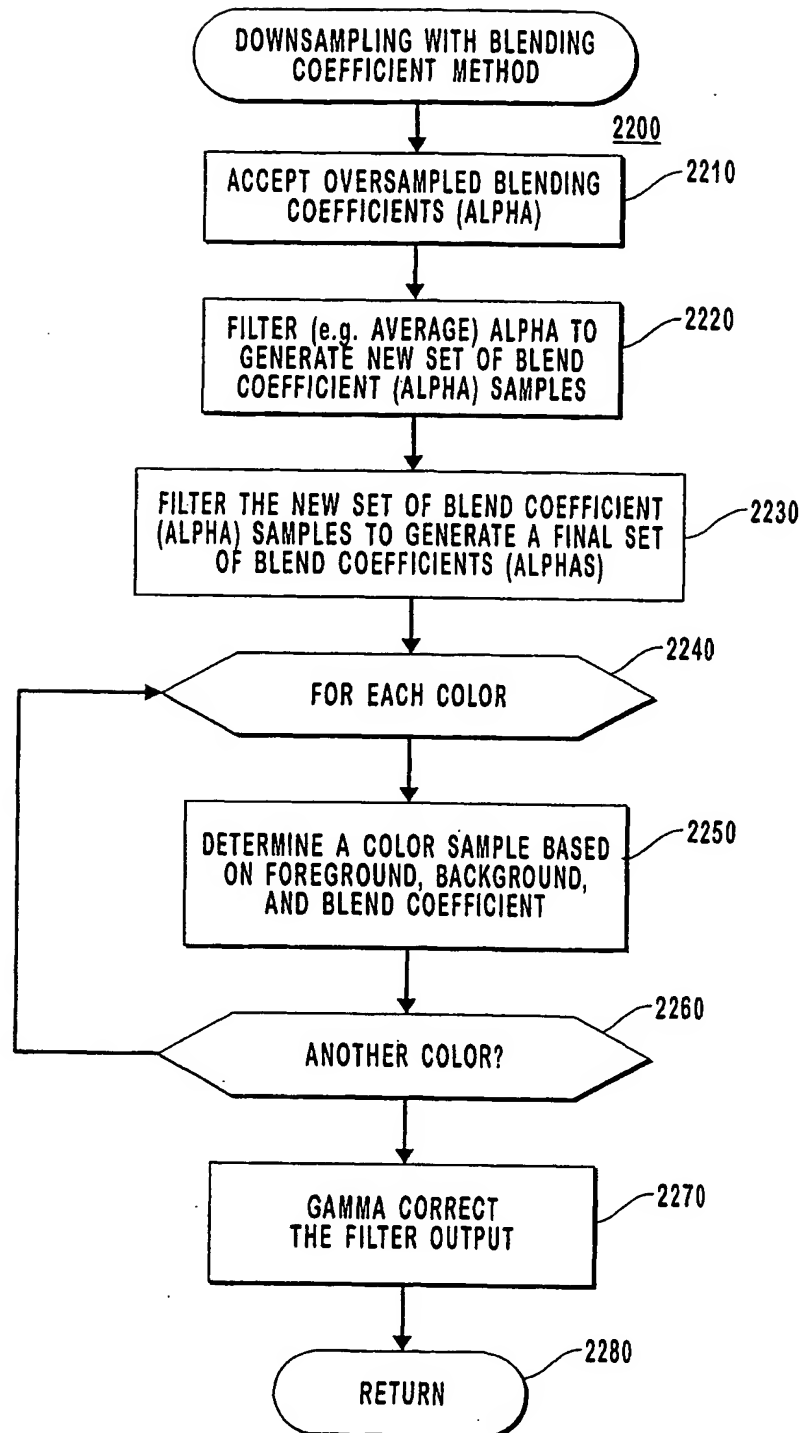 DOWNSAMPLING WITH BLENDING
COEFFICIENT METHOD
2200
ACCEPT OVERSAMPLED BLENDING
COEFFICIENTS (ALPHA)
2210
FILTER (e.g. AVERAGE) ALPHA TO
GENERATE NEW SET OF BLEND
COEFFICIENT (ALPHA) SAMPLES
2220
FILTER THE NEW SET OF BLEND COEFFICIENT
(ALPHA) SAMPLES TO GENERATE A FINAL SET
OF BLEND COEFFICIENTS (ALPHAS)
2230
FOR EACH COLOR
2240
DETERMINE A COLOR SAMPLE BASED
ON FOREGROUND, BACKGROUND,
AND BLEND COEFFICIENT
2250
ANOTHER COLOR?
2260
GAMMA CORRECT
THE FILTER OUTPUT
2270
RETURN
2280